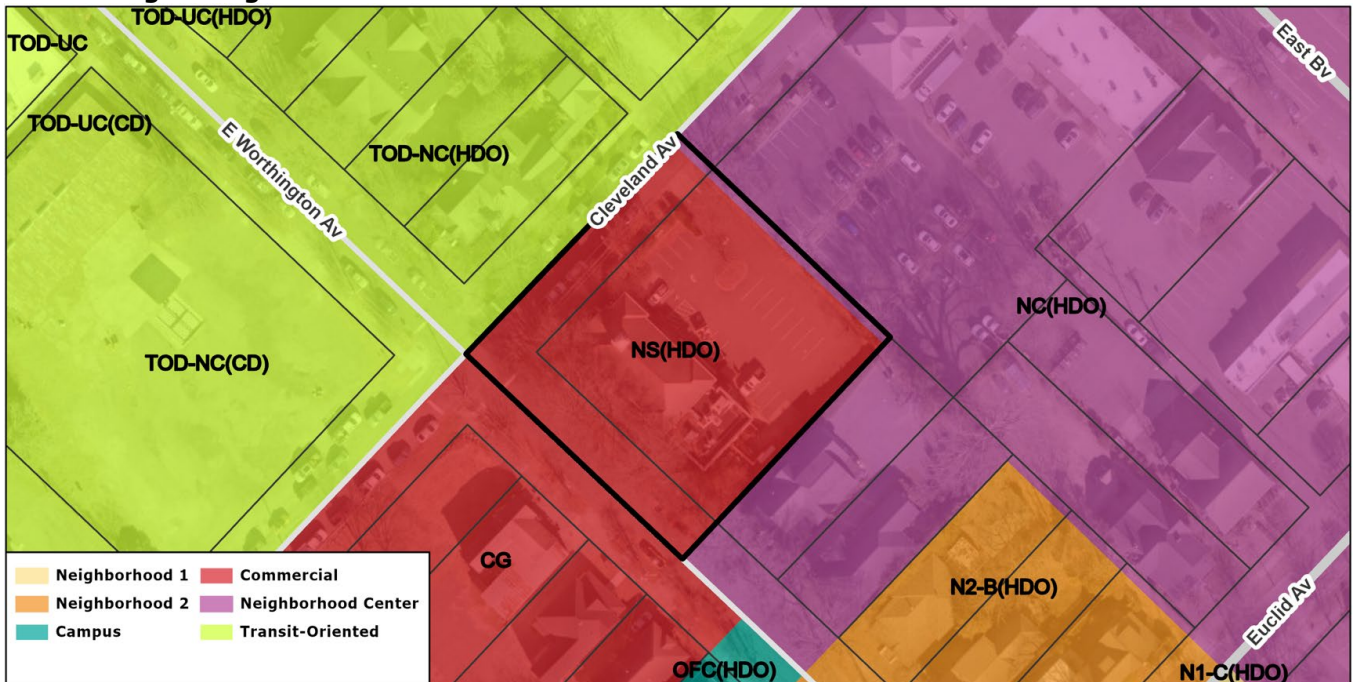 TOD-UC(HDO)
TOD-UC
East Bv
TOD-UC(CD)
E Worthington Av
TOD-NC(HDO)
Cleveland Av
NC(HDO)
NS(HDO)
TOD-NC(CD)
CG
N2-B(HDO)
Euclid Av
OFC(HDO)
N1-C(HDO)
Neighborhood 1
Commercial
Neighborhood 2
Neighborhood Center
Campus
Transit-Oriented